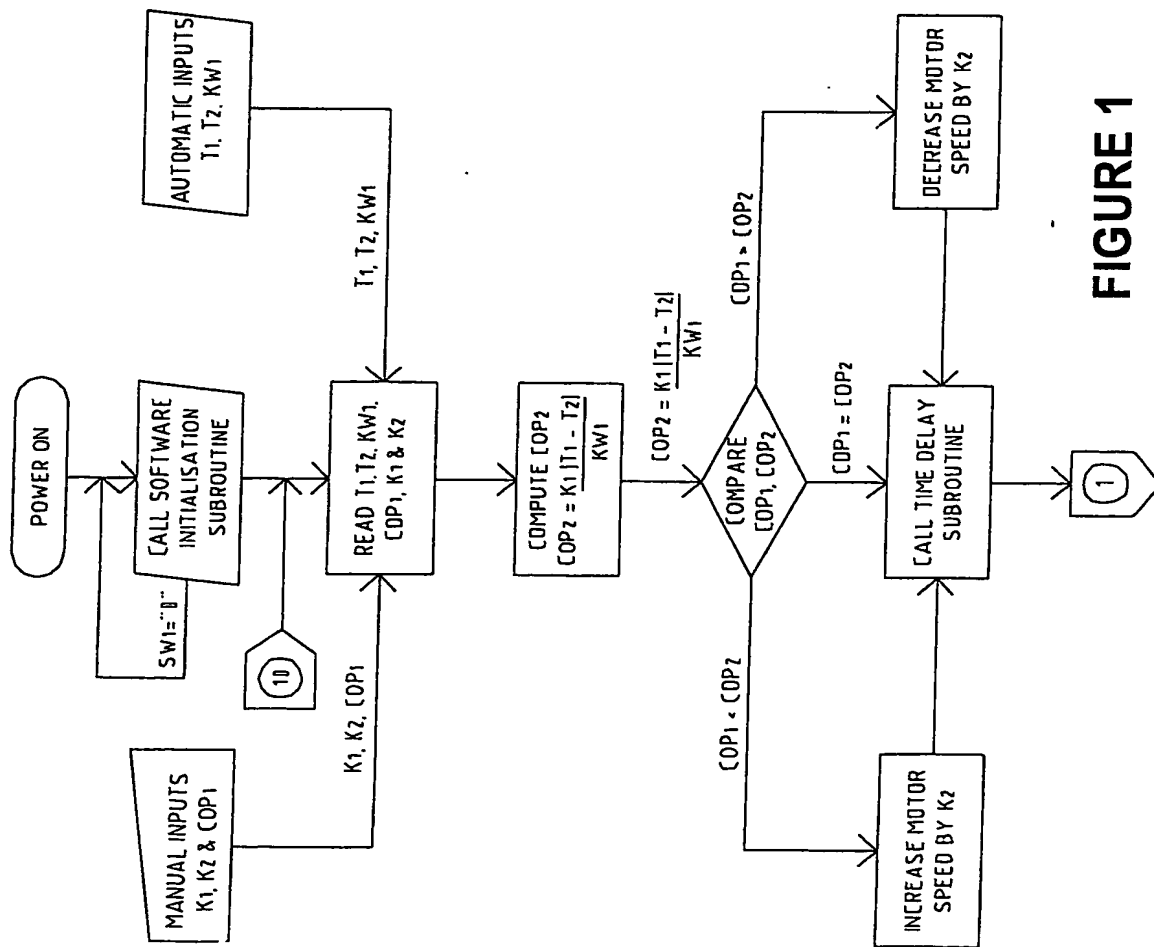 POWER ON
SW1="0"
CALL SOFTWARE
INITIALISATION
SUBROUTINE
MANUAL INPUTS
K1, K2 & COP1
AUTOMATIC INPUTS
T1, T2, KW1
10
K1, K2, COP1
T1, T2, KW1
READ T1, T2, KW1,
COP1, K1 & K2
COMPUTE COP2
COP2 = K1 |T1 - T2|
KW1
COP2 = K1 |T1 - T2|
KW1
COMPARE
COP1, COP2
COP1 < COP2
COP1 = COP2
COP1 > COP2
INCREASE MOTOR
SPEED BY K2
CALL TIME DELAY
SUBROUTINE
DECREASE MOTOR
SPEED BY K2
1
FIGURE 1